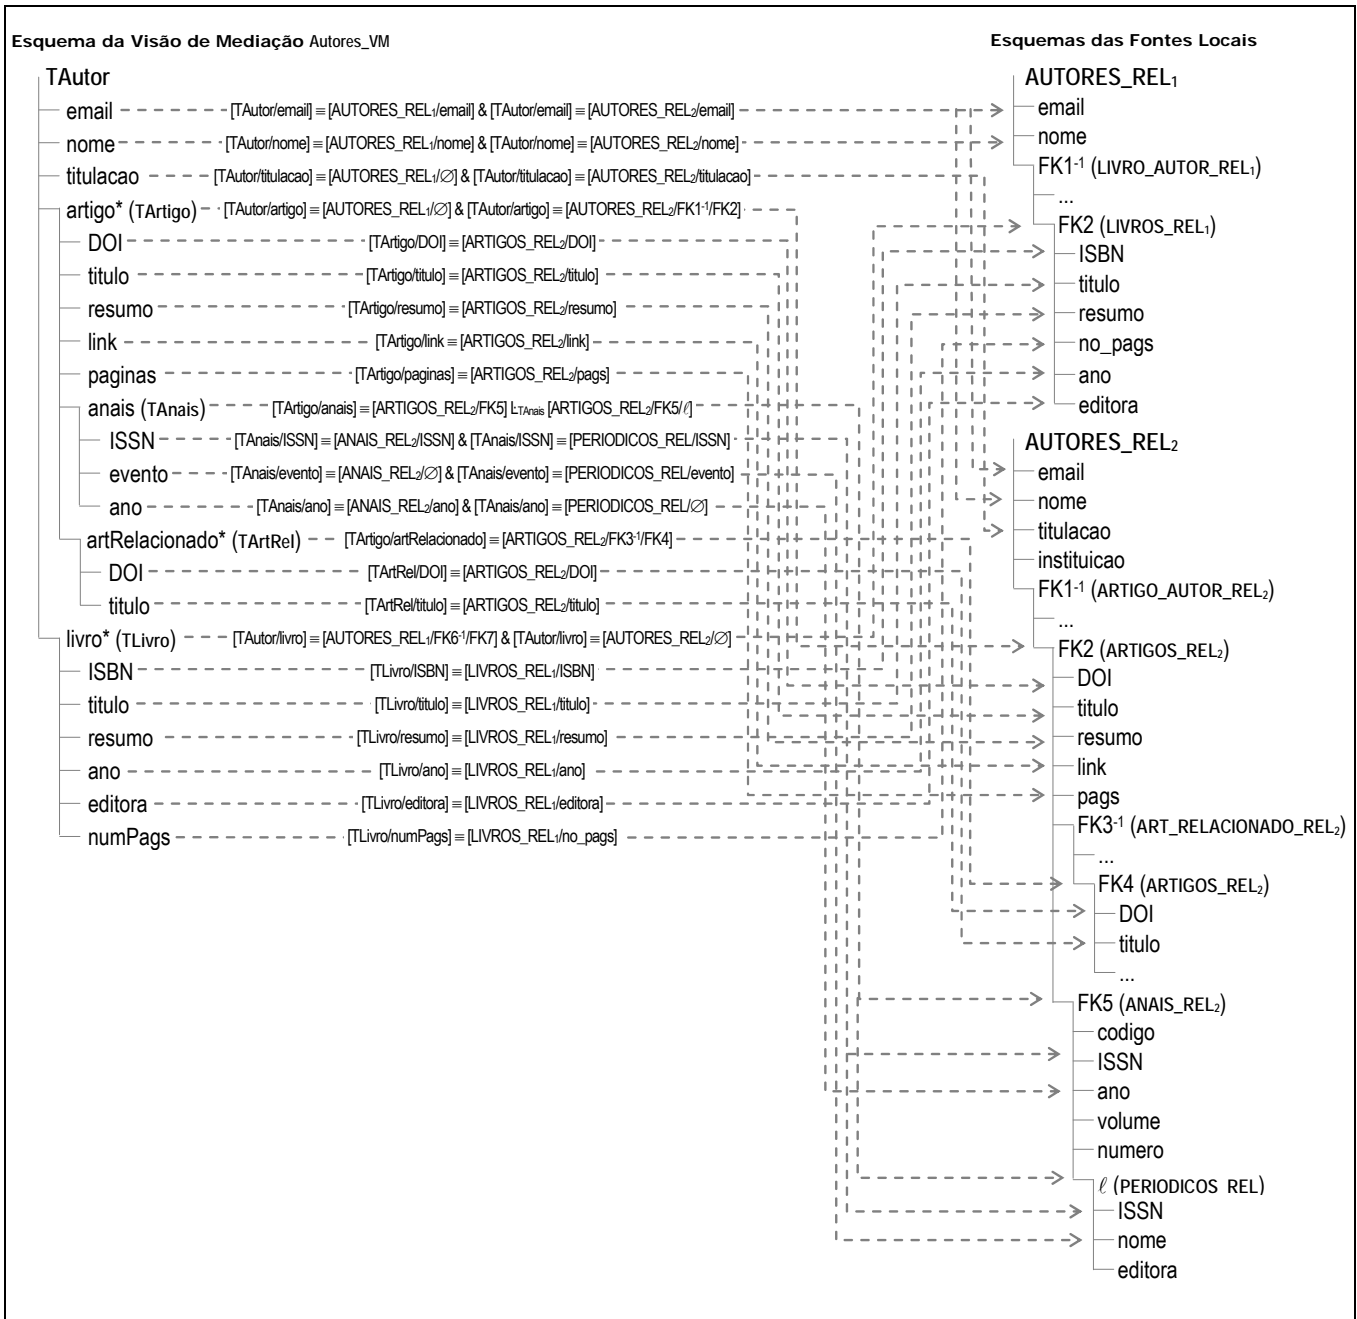 Esquema da Visão de Mediação Autores_VM
TAutor
email [TAutor/email] ≡ [AUTORES_REL₁/email] & [TAutor/email] ≡ [AUTORES_REL₂/email]
nome [TAutor/nome] ≡ [AUTORES_REL₁/nome] & [TAutor/nome] ≡ [AUTORES_REL₂/nome]
titulacao [TAutor/titulacao] ≡ [AUTORES_REL₁/∅] & [TAutor/titulacao] ≡ [AUTORES_REL₂/titulacao]
artigo* (TArtigo) [TAutor/artigo] ≡ [AUTORES_REL₁/∅] & [TAutor/artigo] ≡ [AUTORES_REL₂/FK1⁻¹/FK2]
DOI [TArtigo/DOI] ≡ [ARTIGOS_REL₂/DOI]
titulo [TArtigo/titulo] ≡ [ARTIGOS_REL₂/titulo]
resumo [TArtigo/resumo] ≡ [ARTIGOS_REL₂/resumo]
link [TArtigo/link ≡ [ARTIGOS_REL₂/link]
paginas [TArtigo/paginas] ≡ [ARTIGOS_REL₂/pags]
anais (TAnais) [TArtigo/anais] ≡ [ARTIGOS_REL₂/FK5] Ł TAnais [ARTIGOS_REL₂/FK5/ℓ]
ISSN [TAnais/ISSN] ≡ [ANAIS_REL₂/ISSN] & [TAnais/ISSN] ≡ [PERIODICOS_REL/ISSN]
evento [TAnais/evento] ≡ [ANAIS_REL₂/∅] & [TAnais/evento] ≡ [PERIODICOS_REL/evento]
ano [TAnais/ano] ≡ [ANAIS_REL₂/ano] & [TAnais/ano] ≡ [PERIODICOS_REL/∅]
artRelacionado* (TArtRel) [TArtigo/artRelacionado] ≡ [ARTIGOS_REL₂/FK3⁻¹/FK4]
DOI [TArtRel/DOI] ≡ [ARTIGOS_REL₂/DOI]
titulo [TArtRel/titulo] ≡ [ARTIGOS_REL₂/titulo]
livro* (TLivro) [TAutor/livro] ≡ [AUTORES_REL₁/FK6⁻¹/FK7] & [TAutor/livro] ≡ [AUTORES_REL₂/∅]
ISBN [TLivro/ISBN] ≡ [LIVROS_REL₁/ISBN]
titulo [TLivro/titulo] ≡ [LIVROS_REL₁/titulo]
resumo [TLivro/resumo] ≡ [LIVROS_REL₁/resumo]
ano [TLivro/ano] ≡ [LIVROS_REL₁/ano]
editora [TLivro/editora] ≡ [LIVROS_REL₁/editora]
numPags [TLivro/numPags] ≡ [LIVROS_REL₁/no_pags]
Esquemas das Fontes Locais
AUTORES_REL₁
email
nome
FK1⁻¹ (LIVRO_AUTOR_REL₁)
...
FK2 (LIVROS_REL₁)
ISBN
titulo
resumo
no_pags
ano
editora
AUTORES_REL₂
email
nome
titulacao
instituicao
FK1⁻¹ (ARTIGO_AUTOR_REL₂)
...
FK2 (ARTIGOS_REL₂)
DOI
titulo
resumo
link
pags
FK3⁻¹ (ART_RELACIONADO_REL₂)
...
FK4 (ARTIGOS_REL₂)
DOI
titulo
...
FK5 (ANAIS_REL₂)
codigo
ISSN
ano
volume
numero
ℓ (PERIODICOS REL)
ISSN
nome
editora